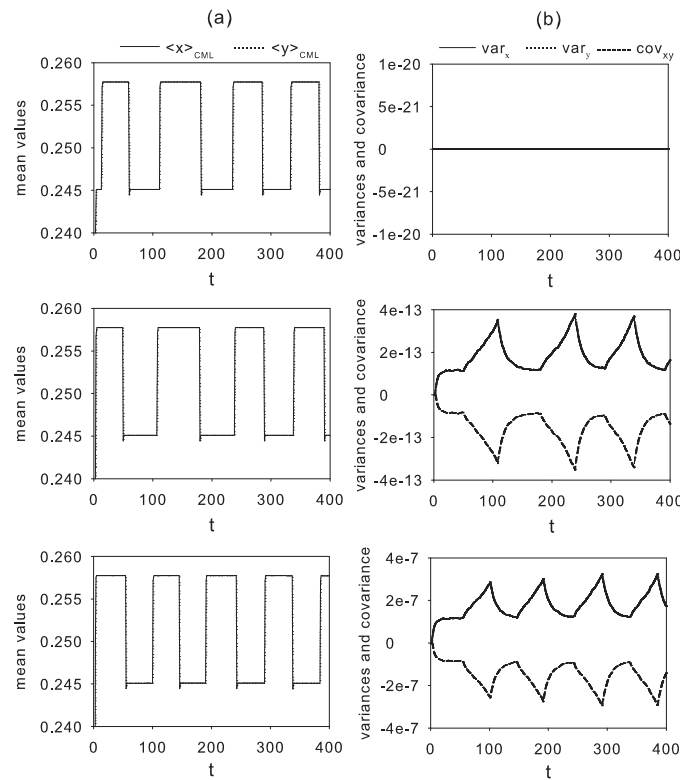 (a)
(b)
<x>CML <y>CML
varx vary covxy
0.260
0.255
0.250
0.245
0.240
mean values
0 100 200 300 400
t
1e-20
5e-21
0
-5e-21
-1e-20
variances and covariance
0 100 200 300 400
t
0.260
0.255
0.250
0.245
0.240
mean values
0 100 200 300 400
t
4e-13
2e-13
0
-2e-13
-4e-13
variances and covariance
0 100 200 300 400
t
0.260
0.255
0.250
0.245
0.240
mean values
0 100 200 300 400
t
4e-7
2e-7
0
-2e-7
-4e-7
variances and covariance
0 100 200 300 400
t